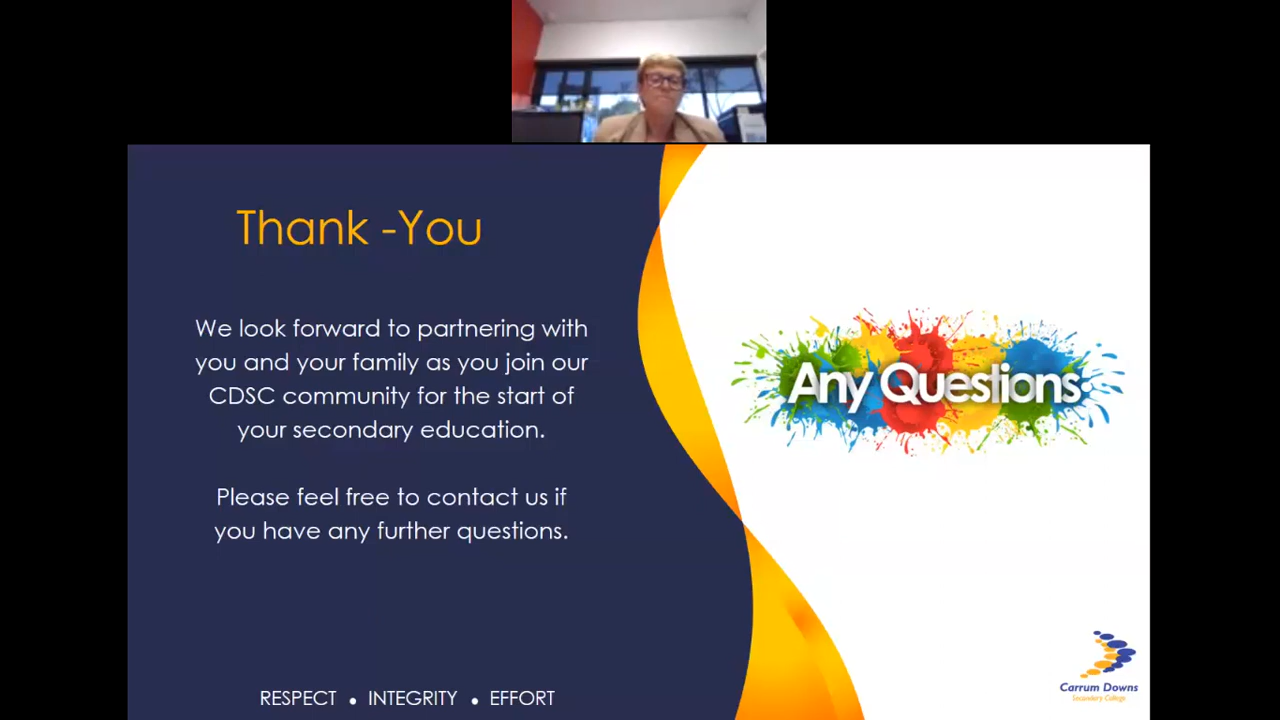 Thank -You
We look forward to partnering with
you and your family as you join our
CDSC community for the start of
your secondary education.
Please feel free to contact us if
you have any further questions.
RESPECT • INTEGRITY • EFFORT
Any Questions
Carrum Downs
Secondary College